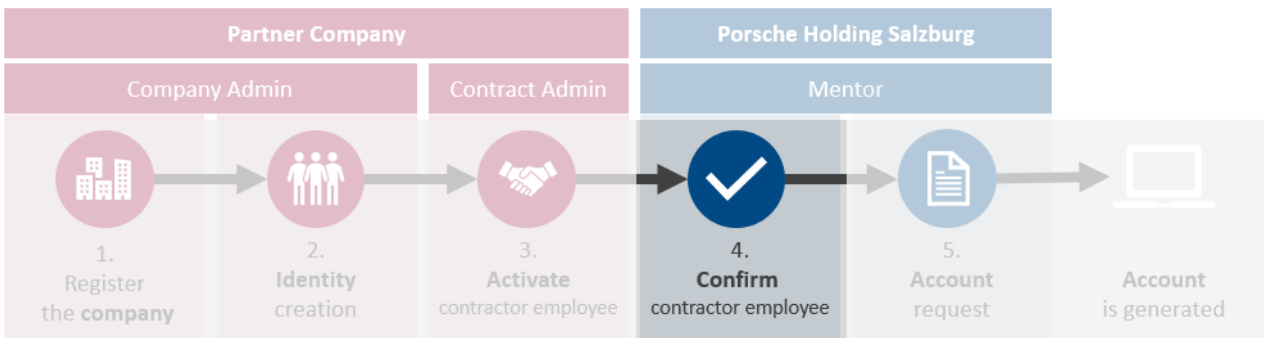 Partner Company
Porsche Holding Salzburg
Company Admin
Contract Admin
Mentor
1.
Register
the company
2.
Identity
creation
3.
Activate
contractor employee
4.
Confirm
contractor employee
5.
Account
request
Account
is generated